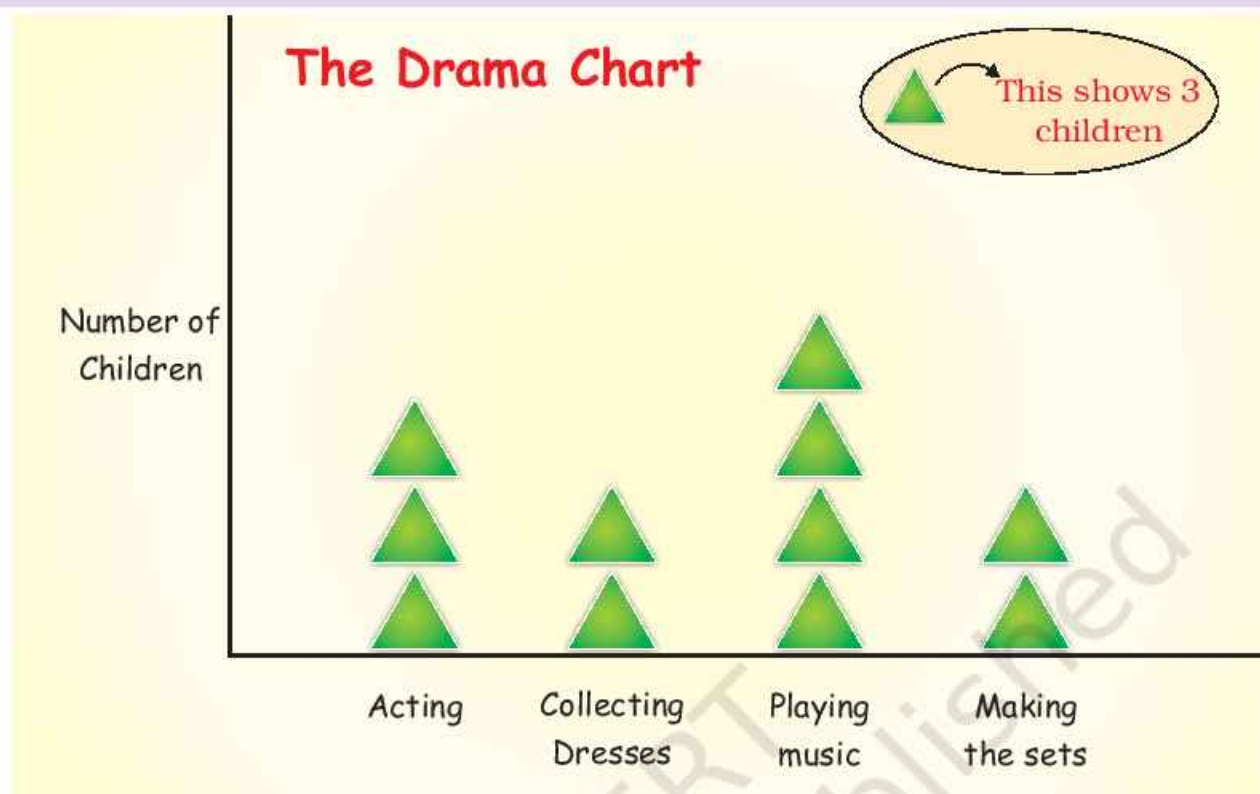 The Drama Chart
This shows 3
children
Number of
Children
Acting
Collecting
Dresses
Playing
music
Making
the sets